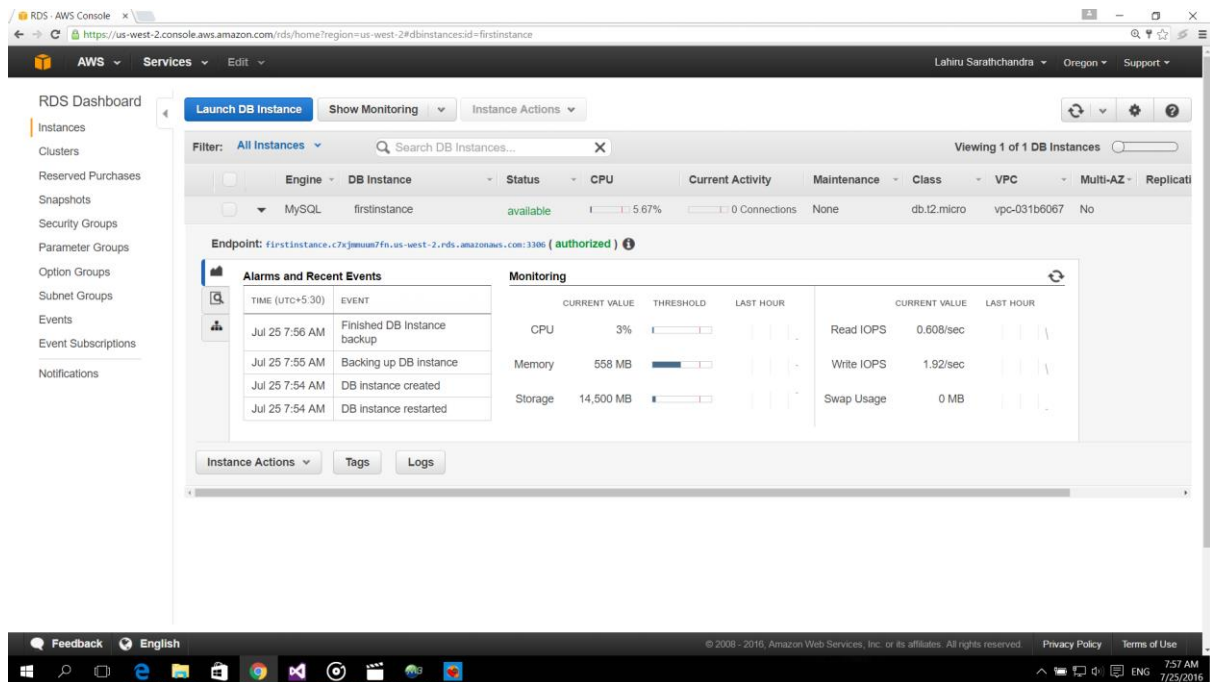 RDS · AWS Console
https://us-west-2.console.aws.amazon.com/rds/home?region=us-west-2#dbinstances:id=firstinstance
AWS Services Edit Lahiru Sarathchandra Oregon Support
RDS Dashboard
Instances
Clusters
Reserved Purchases
Snapshots
Security Groups
Parameter Groups
Option Groups
Subnet Groups
Events
Event Subscriptions
Notifications
Launch DB Instance Show Monitoring Instance Actions
Filter: All Instances Search DB Instances... Viewing 1 of 1 DB Instances
Engine DB Instance Status CPU Current Activity Maintenance Class VPC Multi-AZ Replicati
MySQL firstinstance available 5.67% 0 Connections None db.t2.micro vpc-031b6067 No
Endpoint: firstinstance.c7xjmmuum7fn.us-west-2.rds.amazonaws.com:3306 ( authorized )
Alarms and Recent Events
TIME (UTC+5:30) EVENT
Jul 25 7:56 AM Finished DB Instance
backup
Jul 25 7:55 AM Backing up DB instance
Jul 25 7:54 AM DB instance created
Jul 25 7:54 AM DB instance restarted
Monitoring
CURRENT VALUE THRESHOLD LAST HOUR CURRENT VALUE LAST HOUR
CPU 3% Read IOPS 0.608/sec
Memory 558 MB Write IOPS 1.92/sec
Storage 14,500 MB Swap Usage 0 MB
Instance Actions Tags Logs
Feedback English © 2008 - 2016, Amazon Web Services, Inc. or its affiliates. All rights reserved. Privacy Policy Terms of Use
ENG 7:57 AM
7/25/2016